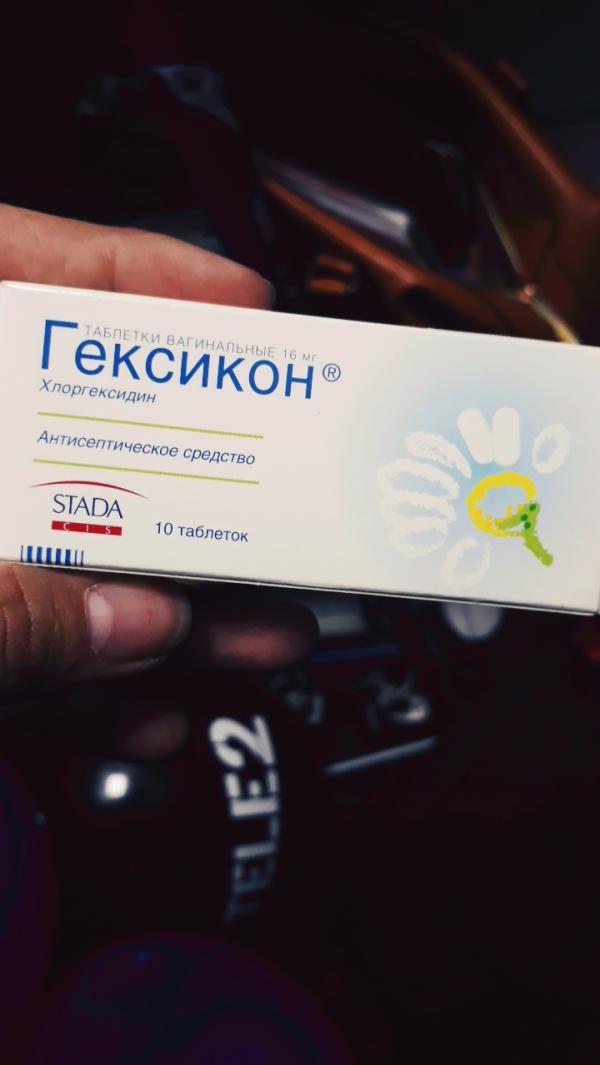 ТАБЛЕТКИ ВАГИНАЛЬНЫЕ 16 мг
Гексикон®
Хлоргексидин
Антисептическое средство
STADA
CIS
10 таблеток
TELE2